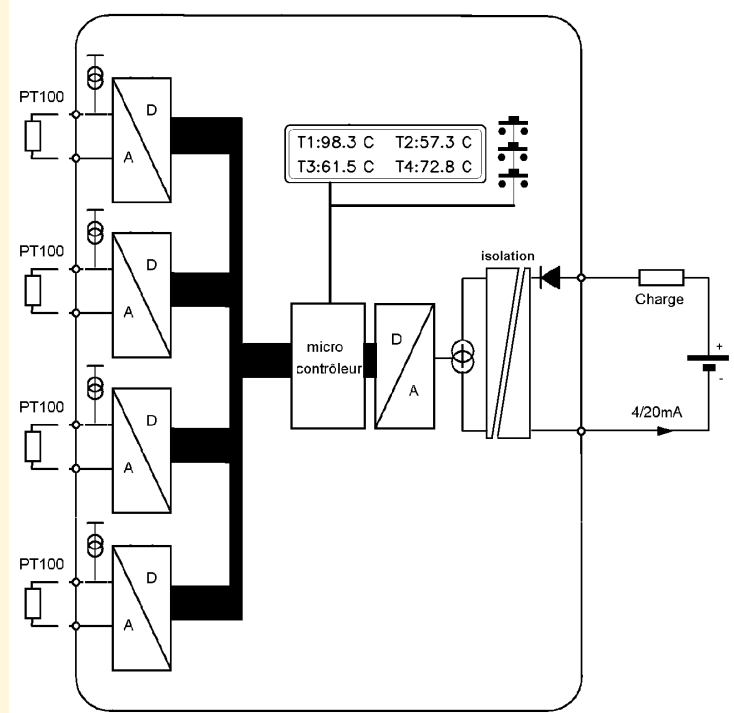 PT100
D
A
T1:98.3 C T2:57.3 C
T3:61.5 C T4:72.8 C
PT100
D
A
isolation
Charge
micro
contrôleur
D
A
+
-
4/20mA
PT100
D
A
PT100
D
A